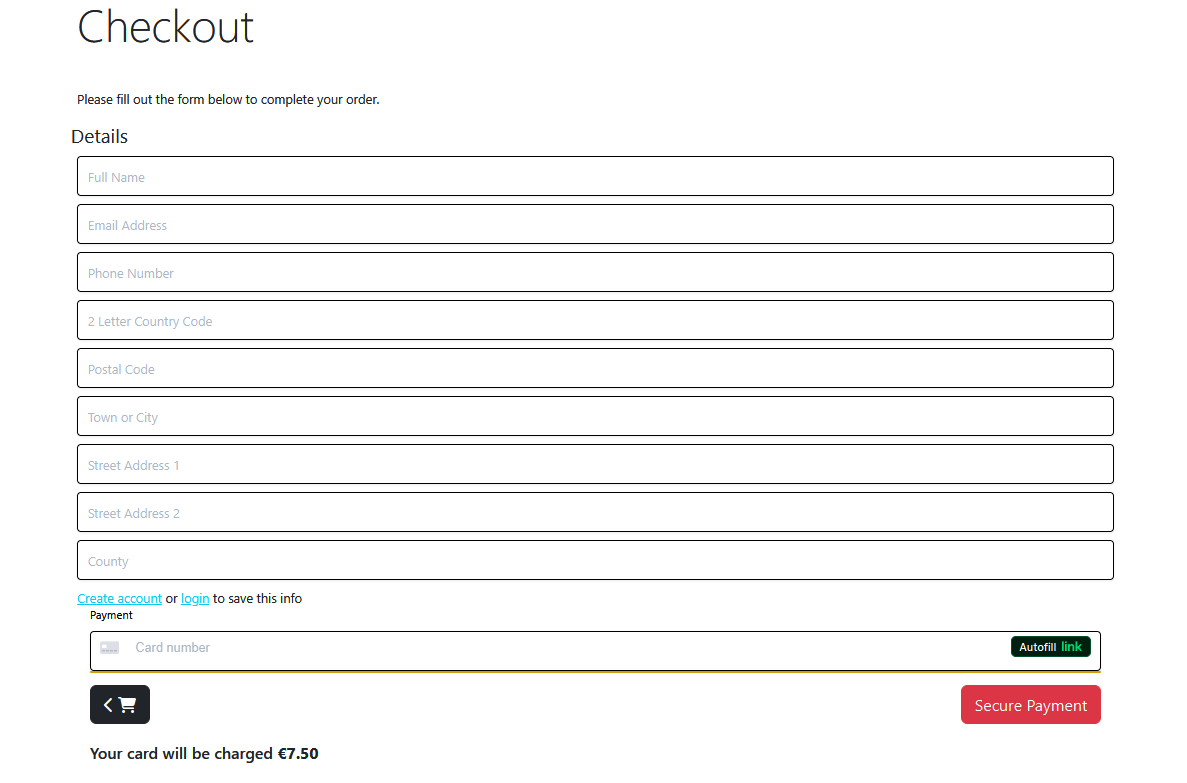 Checkout
Please fill out the form below to complete your order.
Details
Full Name
Email Address
Phone Number
2 Letter Country Code
Postal Code
Town or City
Street Address 1
Street Address 2
County
Create account or login to save this info
Payment
Card number Autofill link
Secure Payment
Your card will be charged €7.50